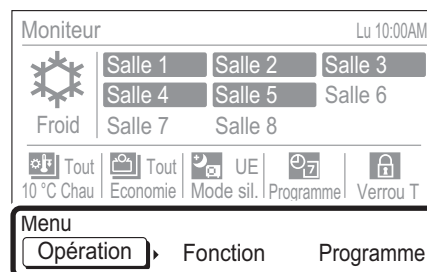 Moniteur Lu 10:00AM
Salle 1 Salle 2 Salle 3
Salle 4 Salle 5 Salle 6
Froid Salle 7 Salle 8
Tout Tout UE 7
10 °C Chau Economie Mode sil. Programme Verrou T
Menu
Opération Fonction Programme